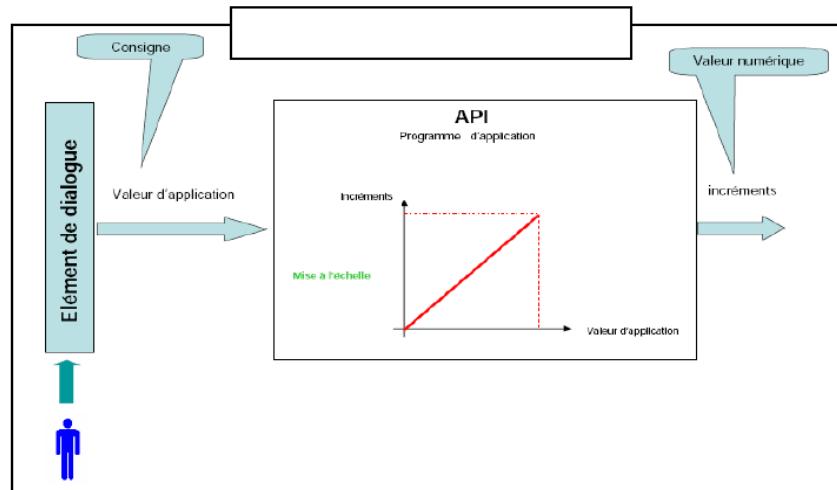 Consigne
Valeur numérique
API
Programme d'application
Elément de dialogue
Valeur d'application
incréments
Incréments
Mise à l'échelle
Valeur d'application